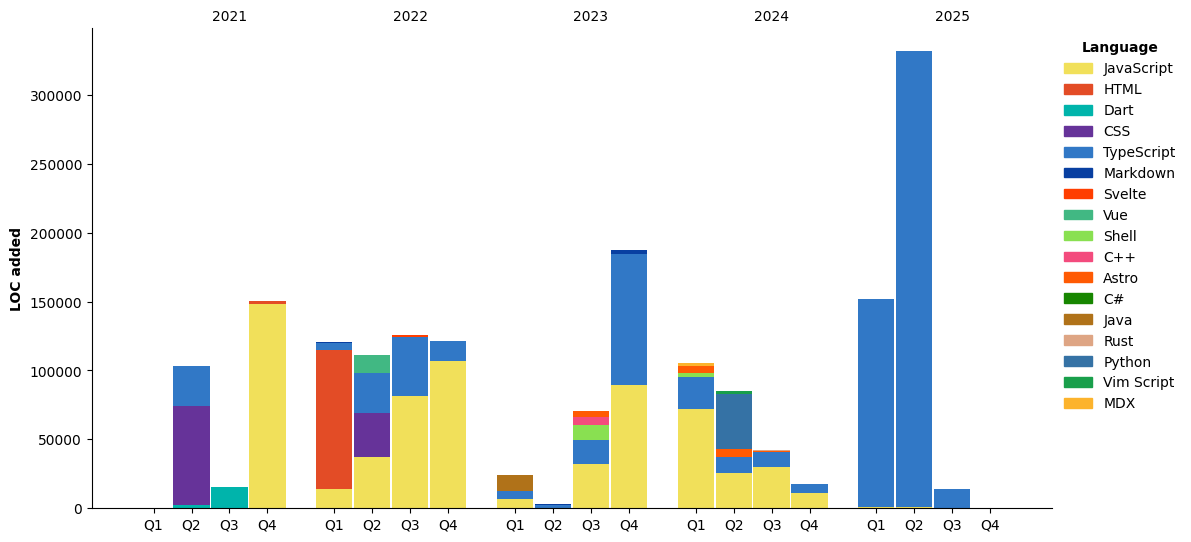 2021 2022 2023 2024 2025
LOC added
300000
250000
200000
150000
100000
50000
0
Q1 Q2 Q3 Q4 Q1 Q2 Q3 Q4 Q1 Q2 Q3 Q4 Q1 Q2 Q3 Q4 Q1 Q2 Q3 Q4
Language
JavaScript
HTML
Dart
CSS
TypeScript
Markdown
Svelte
Vue
Shell
C++
Astro
C#
Java
Rust
Python
Vim Script
MDX